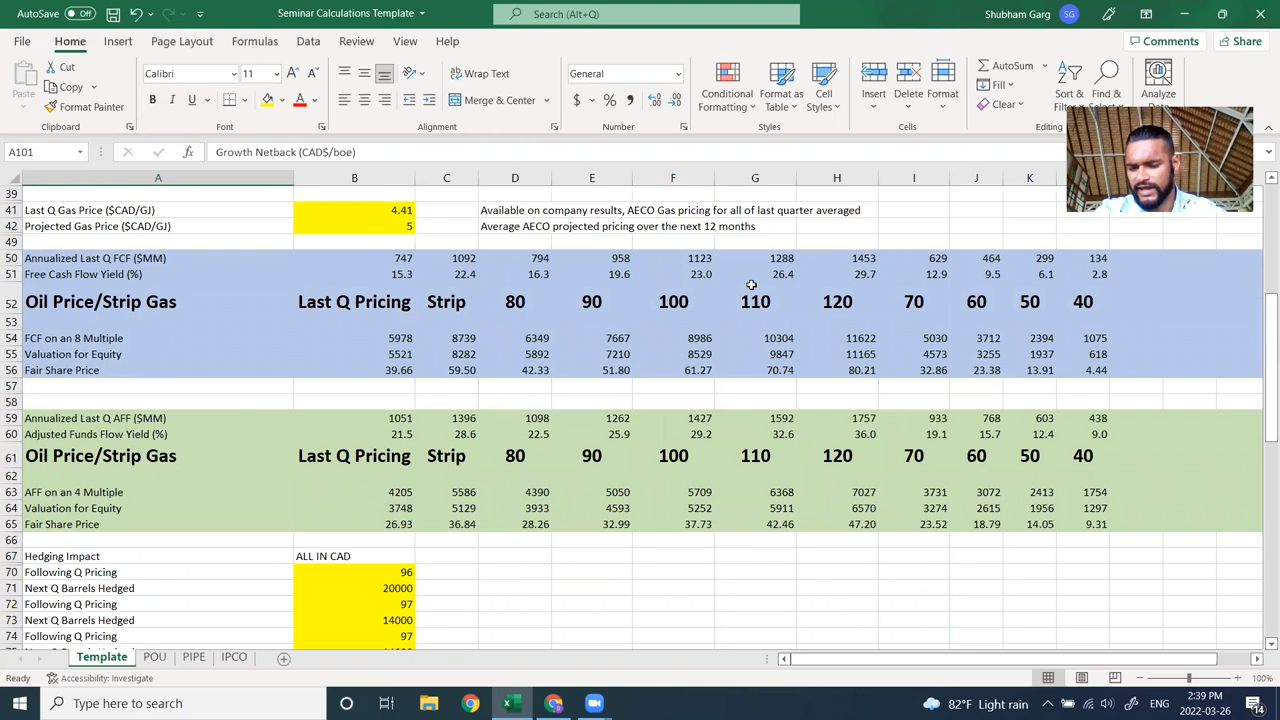 AutoSave Off Seminar Calculations Template Search (Alt+Q) Shubham Garg SG
File Home Insert Page Layout Formulas Data Review View Help Comments Share
Paste Cut Copy Format Painter
Calibri 11 Wrap Text General
B I U Merge & Center $ % 9
Conditional Formatting Format as Table Cell Styles Insert Delete Format
AutoSum Fill Clear Sort & Find & Analyze
Clipboard Font Alignment Number Styles Cells Editing
A101 fx Growth Netback (CAD$/boe)
A B C D E F G H I J K
39
41 Last Q Gas Price ($CAD/GJ) 4.41 Available on company results, AECO Gas pricing for all of last quarter averaged
42 Projected Gas Price ($CAD/GJ) 5 Average AECO projected pricing over the next 12 months
49
50 Annualized Last Q FCF ($MM) 747 1092 794 958 1123 1288 1453 629 464 299 134
51 Free Cash Flow Yield (%) 15.3 22.4 16.3 19.6 23.0 26.4 29.7 12.9 9.5 6.1 2.8
52 Oil Price/Strip Gas Last Q Pricing Strip 80 90 100 110 120 70 60 50 40
53
54 FCF on an 8 Multiple 5978 8739 6349 7667 8986 10304 11622 5030 3712 2394 1075
55 Valuation for Equity 5521 8282 5892 7210 8529 9847 11165 4573 3255 1937 618
56 Fair Share Price 39.66 59.50 42.33 51.80 61.27 70.74 80.21 32.86 23.38 13.91 4.44
57
58
59 Annualized Last Q AFF ($MM) 1051 1396 1098 1262 1427 1592 1757 933 768 603 438
60 Adjusted Funds Flow Yield (%) 21.5 28.6 22.5 25.9 29.2 32.6 36.0 19.1 15.7 12.4 9.0
61 Oil Price/Strip Gas Last Q Pricing Strip 80 90 100 110 120 70 60 50 40
62
63 AFF on an 4 Multiple 4205 5586 4390 5050 5709 6368 7027 3731 3072 2413 1754
64 Valuation for Equity 3748 5129 3933 4593 5252 5911 6570 3274 2615 1956 1297
65 Fair Share Price 26.93 36.84 28.26 32.99 37.73 42.46 47.20 23.52 18.79 14.05 9.31
66
67 Hedging Impact ALL IN CAD
70 Following Q Pricing 96
71 Next Q Barrels Hedged 20000
72 Following Q Pricing 97
73 Next Q Barrels Hedged 14000
74 Following Q Pricing 97
Template POU PIPE IPCO
Ready Accessibility: Investigate 100%
Type here to search 82°F Light rain ENG 2:39 PM 2022-03-26 14